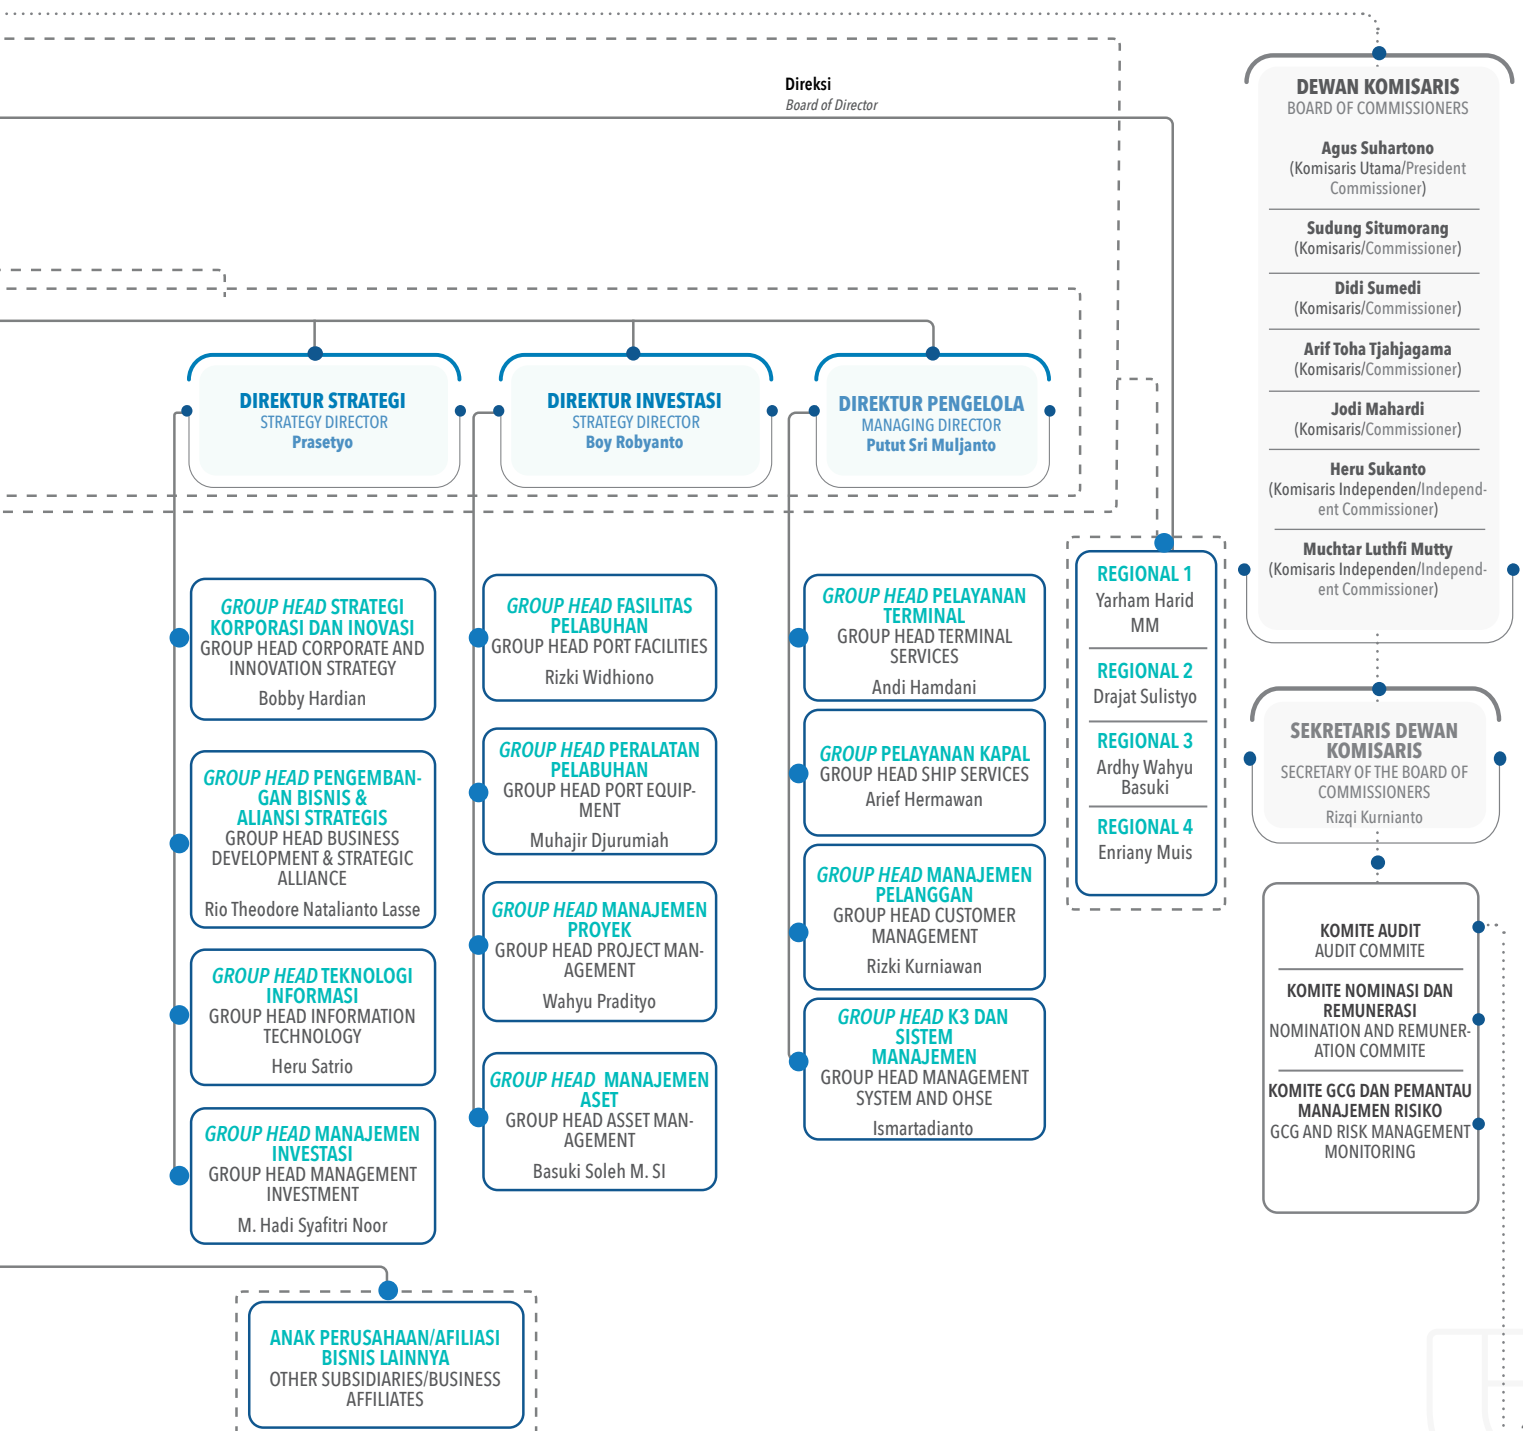 Direksi
Board of Director
DIREKTUR STRATEGI
STRATEGY DIRECTOR
Prasetyo
GROUP HEAD STRATEGI
KORPORASI DAN INOVASI
GROUP HEAD CORPORATE AND
INNOVATION STRATEGY
Bobby Hardian
GROUP HEAD PENGEMBAN-
GAN BISNIS &
ALIANSI STRATEGIS
GROUP HEAD BUSINESS
DEVELOPMENT & STRATEGIC
ALLIANCE
Rio Theodore Natalianto Lasse
GROUP HEAD TEKNOLOGI
INFORMASI
GROUP HEAD INFORMATION
TECHNOLOGY
Heru Satrio
GROUP HEAD MANAJEMEN
INVESTASI
GROUP HEAD MANAGEMENT
INVESTMENT
M. Hadi Syafitri Noor
DIREKTUR INVESTASI
STRATEGY DIRECTOR
Boy Robyanto
GROUP HEAD FASILITAS
PELABUHAN
GROUP HEAD PORT FACILITIES
Rizki Widhiono
GROUP HEAD PERALATAN
PELABUHAN
GROUP HEAD PORT EQUIP-
MENT
Muhajir Djurumiah
GROUP HEAD MANAJEMEN
PROYEK
GROUP HEAD PROJECT MAN-
AGEMENT
Wahyu Pradityo
GROUP HEAD MANAJEMEN
ASET
GROUP HEAD ASSET MAN-
AGEMENT
Basuki Soleh M. SI
DIREKTUR PENGELOLA
MANAGING DIRECTOR
Putut Sri Muljanto
GROUP HEAD PELAYANAN
TERMINAL
GROUP HEAD TERMINAL
SERVICES
Andi Hamdani
GROUP PELAYANAN KAPAL
GROUP HEAD SHIP SERVICES
Arief Hermawan
GROUP HEAD MANAJEMEN
PELANGGAN
GROUP HEAD CUSTOMER
MANAGEMENT
Rizki Kurniawan
GROUP HEAD K3 DAN
SISTEM
MANAJEMEN
GROUP HEAD MANAGEMENT
SYSTEM AND OHSE
Ismartadianto
REGIONAL 1
Yarham Harid
MM
REGIONAL 2
Drajat Sulistyo
REGIONAL 3
Ardhy Wahyu
Basuki
REGIONAL 4
Enriany Muis
DEWAN KOMISARIS
BOARD OF COMMISSIONERS
Agus Suhartono
(Komisaris Utama/President
Commissioner)
Sudung Situmorang
(Komisaris/Commissioner)
Didi Sumedi
(Komisaris/Commissioner)
Arif Toha Tjahjagama
(Komisaris/Commissioner)
Jodi Mahardi
(Komisaris/Commissioner)
Heru Sukanto
(Komisaris Independen/Independ-
ent Commissioner)
Muchtar Luthfi Mutty
(Komisaris Independen/Independ-
ent Commissioner)
SEKRETARIS DEWAN
KOMISARIS
SECRETARY OF THE BOARD OF
COMMISSIONERS
Rizqi Kurnianto
KOMITE AUDIT
AUDIT COMMITE
KOMITE NOMINASI DAN
REMUNERASI
NOMINATION AND REMUNER-
ATION COMMITE
KOMITE GCG DAN PEMANTAU
MANAJEMEN RISIKO
GCG AND RISK MANAGEMENT
MONITORING
ANAK PERUSAHAAN/AFILIASI
BISNIS LAINNYA
OTHER SUBSIDIARIES/BUSINESS
AFFILIATES